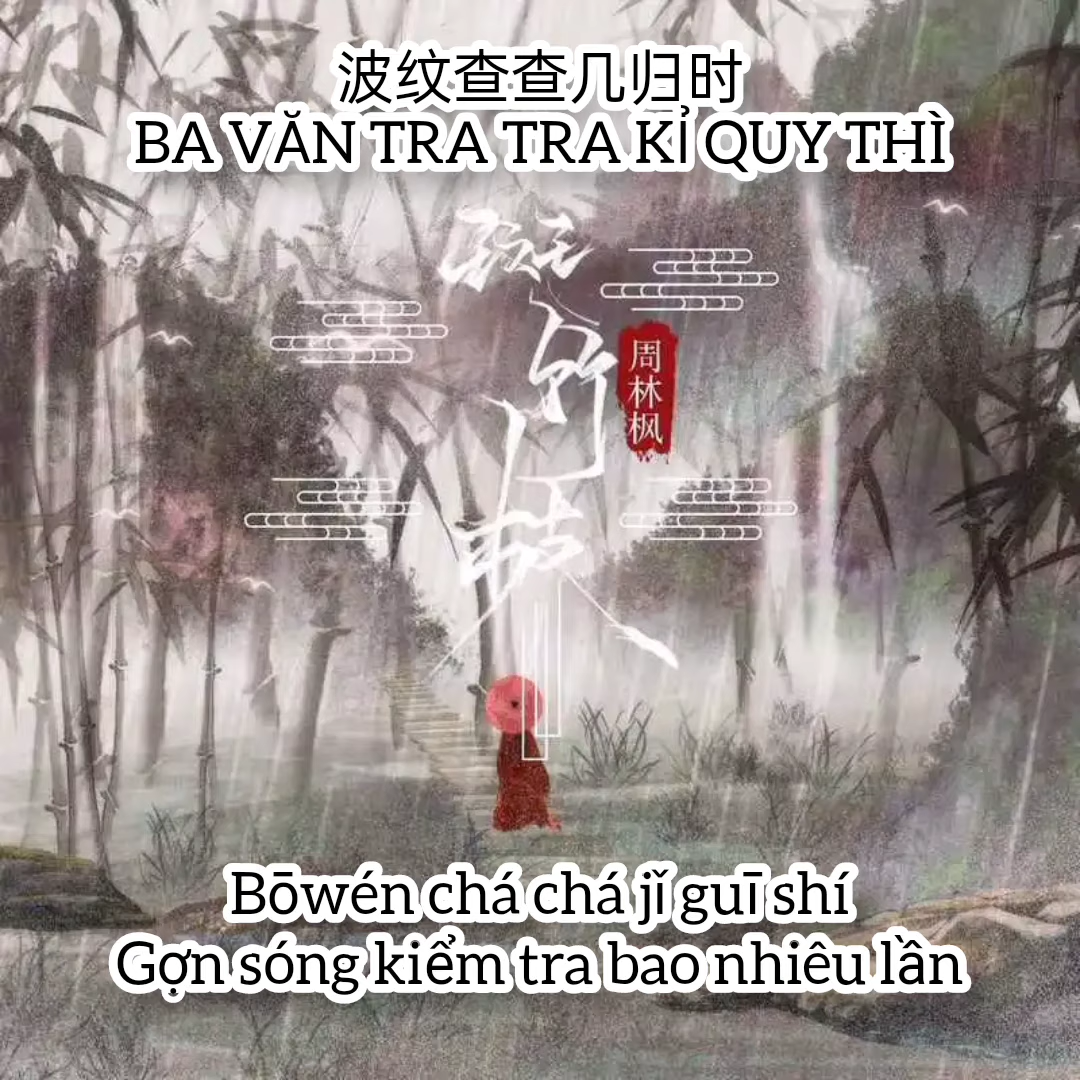 波纹查查几归时
BA VĂN TRA TRA KỈ QUY THÌ
周林枫
Bōwén chá chá jǐ guī shí
Gợn sóng kiểm tra bao nhiêu lần